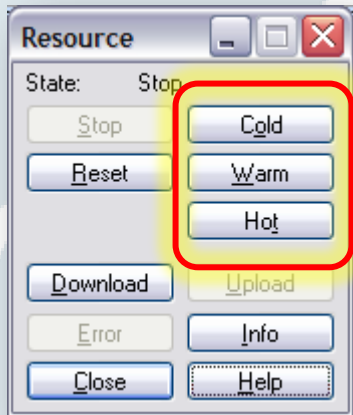 Resource
State: Stop
Stop Cold
Reset Warm
Hot
Download Upload
Error Info
Close Help